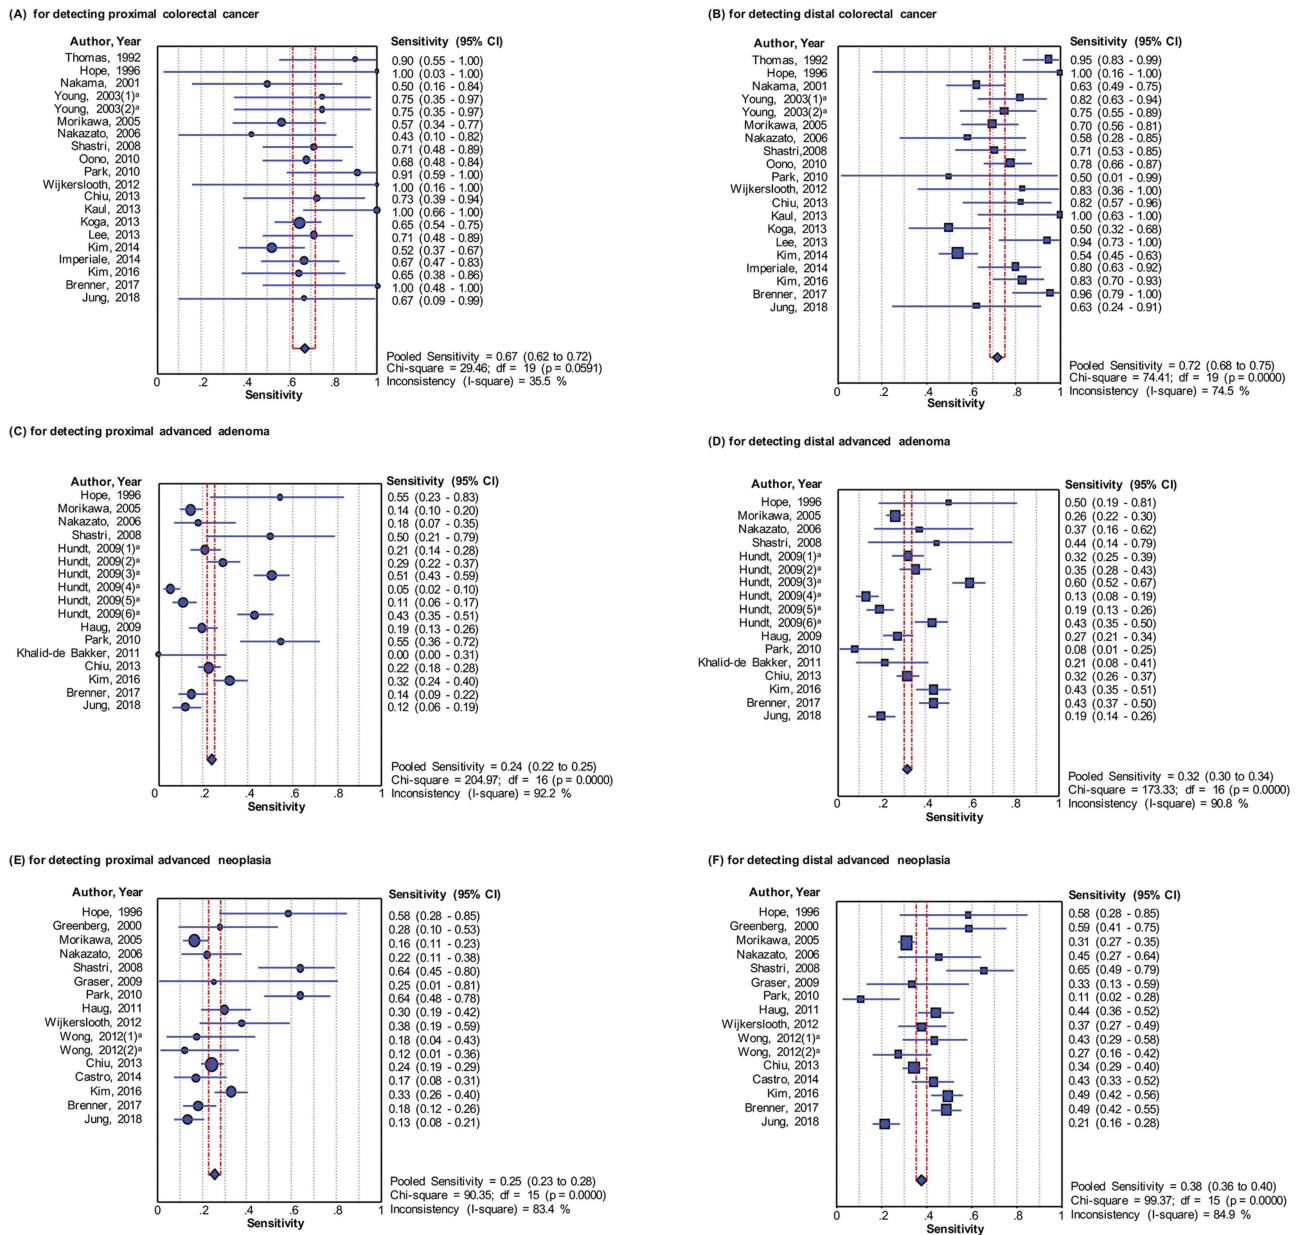 (A) for detecting proximal colorectal cancer
Author, Year Sensitivity (95% CI)
Thomas, 1992 0.90 (0.55 - 1.00)
Hope, 1996 1.00 (0.03 - 1.00)
Nakama, 2001 0.50 (0.16 - 0.84)
Young, 2003(1)ᵃ 0.75 (0.35 - 0.97)
Young, 2003(2)ᵃ 0.75 (0.35 - 0.97)
Morikawa, 2005 0.57 (0.34 - 0.77)
Nakazato, 2006 0.43 (0.10 - 0.82)
Shastri, 2008 0.71 (0.48 - 0.89)
Oono, 2010 0.68 (0.48 - 0.84)
Park, 2010 0.91 (0.59 - 1.00)
Wijkerslooth, 2012 1.00 (0.16 - 1.00)
Chiu, 2013 0.73 (0.39 - 0.94)
Kaul, 2013 1.00 (0.66 - 1.00)
Koga, 2013 0.65 (0.54 - 0.75)
Lee, 2013 0.71 (0.48 - 0.89)
Kim, 2014 0.52 (0.37 - 0.67)
Imperiale, 2014 0.67 (0.47 - 0.83)
Kim, 2016 0.65 (0.38 - 0.86)
Brenner, 2017 1.00 (0.48 - 1.00)
Jung, 2018 0.67 (0.09 - 0.99)
Pooled Sensitivity = 0.67 (0.62 to 0.72)
Chi-square = 29.46; df = 19 (p = 0.0591)
Inconsistency (I-square) = 35.5 %
0 .2 .4 .6 .8 1
Sensitivity
(B) for detecting distal colorectal cancer
Author, Year Sensitivity (95% CI)
Thomas, 1992 0.95 (0.83 - 0.99)
Hope, 1996 1.00 (0.16 - 1.00)
Nakama, 2001 0.63 (0.49 - 0.75)
Young, 2003(1)ᵃ 0.82 (0.63 - 0.94)
Young, 2003(2)ᵃ 0.75 (0.55 - 0.89)
Morikawa, 2005 0.70 (0.56 - 0.81)
Nakazato, 2006 0.58 (0.28 - 0.85)
Shastri,2008 0.71 (0.53 - 0.85)
Oono, 2010 0.78 (0.66 - 0.87)
Park, 2010 0.50 (0.01 - 0.99)
Wijkerslooth, 2012 0.83 (0.36 - 1.00)
Chiu, 2013 0.82 (0.57 - 0.96)
Kaul, 2013 1.00 (0.63 - 1.00)
Koga, 2013 0.50 (0.32 - 0.68)
Lee, 2013 0.94 (0.73 - 1.00)
Kim, 2014 0.54 (0.45 - 0.63)
Imperiale, 2014 0.80 (0.63 - 0.92)
Kim, 2016 0.83 (0.70 - 0.93)
Brenner, 2017 0.96 (0.79 - 1.00)
Jung, 2018 0.63 (0.24 - 0.91)
Pooled Sensitivity = 0.72 (0.68 to 0.75)
Chi-square = 74.41; df = 19 (p = 0.0000)
Inconsistency (I-square) = 74.5 %
0 .2 .4 .6 .8 1
Sensitivity
(C) for detecting proximal advanced adenoma
Author, Year Sensitivity (95% CI)
Hope, 1996 0.55 (0.23 - 0.83)
Morikawa, 2005 0.14 (0.10 - 0.20)
Nakazato, 2006 0.18 (0.07 - 0.35)
Shastri, 2008 0.50 (0.21 - 0.79)
Hundt, 2009(1)ᵃ 0.21 (0.14 - 0.28)
Hundt, 2009(2)ᵃ 0.29 (0.22 - 0.37)
Hundt, 2009(3)ᵃ 0.51 (0.43 - 0.59)
Hundt, 2009(4)ᵃ 0.05 (0.02 - 0.10)
Hundt, 2009(5)ᵃ 0.11 (0.06 - 0.17)
Hundt, 2009(6)ᵃ 0.43 (0.35 - 0.51)
Haug, 2009 0.19 (0.13 - 0.26)
Park, 2010 0.55 (0.36 - 0.72)
Khalid-de Bakker, 2011 0.00 (0.00 - 0.31)
Chiu, 2013 0.22 (0.18 - 0.28)
Kim, 2016 0.32 (0.24 - 0.40)
Brenner, 2017 0.14 (0.09 - 0.22)
Jung, 2018 0.12 (0.06 - 0.19)
Pooled Sensitivity = 0.24 (0.22 to 0.25)
Chi-square = 204.97; df = 16 (p = 0.0000)
Inconsistency (I-square) = 92.2 %
0 .2 .4 .6 .8 1
Sensitivity
(D) for detecting distal advanced adenoma
Author, Year Sensitivity (95% CI)
Hope, 1996 0.50 (0.19 - 0.81)
Morikawa, 2005 0.26 (0.22 - 0.30)
Nakazato, 2006 0.37 (0.16 - 0.62)
Shastri, 2008 0.44 (0.14 - 0.79)
Hundt, 2009(1)ᵃ 0.32 (0.25 - 0.39)
Hundt, 2009(2)ᵃ 0.35 (0.28 - 0.43)
Hundt, 2009(3)ᵃ 0.60 (0.52 - 0.67)
Hundt, 2009(4)ᵃ 0.13 (0.08 - 0.19)
Hundt, 2009(5)ᵃ 0.19 (0.13 - 0.26)
Hundt, 2009(6)ᵃ 0.43 (0.35 - 0.50)
Haug, 2009 0.27 (0.21 - 0.34)
Park, 2010 0.08 (0.01 - 0.25)
Khalid-de Bakker, 2011 0.21 (0.08 - 0.41)
Chiu, 2013 0.32 (0.26 - 0.37)
Kim, 2016 0.43 (0.35 - 0.51)
Brenner, 2017 0.43 (0.37 - 0.50)
Jung, 2018 0.19 (0.14 - 0.26)
Pooled Sensitivity = 0.32 (0.30 to 0.34)
Chi-square = 173.33; df = 16 (p = 0.0000)
Inconsistency (I-square) = 90.8 %
0 .2 .4 .6 .8 1
Sensitivity
(E) for detecting proximal advanced neoplasia
Author, Year Sensitivity (95% CI)
Hope, 1996 0.58 (0.28 - 0.85)
Greenberg, 2000 0.28 (0.10 - 0.53)
Morikawa, 2005 0.16 (0.11 - 0.23)
Nakazato, 2006 0.22 (0.11 - 0.38)
Shastri, 2008 0.64 (0.45 - 0.80)
Graser, 2009 0.25 (0.01 - 0.81)
Park, 2010 0.64 (0.48 - 0.78)
Haug, 2011 0.30 (0.19 - 0.42)
Wijkerslooth, 2012 0.38 (0.19 - 0.59)
Wong, 2012(1)ᵃ 0.18 (0.04 - 0.43)
Wong, 2012(2)ᵃ 0.12 (0.01 - 0.36)
Chiu, 2013 0.24 (0.19 - 0.29)
Castro, 2014 0.17 (0.08 - 0.31)
Kim, 2016 0.33 (0.26 - 0.40)
Brenner, 2017 0.18 (0.12 - 0.26)
Jung, 2018 0.13 (0.08 - 0.21)
Pooled Sensitivity = 0.25 (0.23 to 0.28)
Chi-square = 90.35; df = 15 (p = 0.0000)
Inconsistency (I-square) = 83.4 %
0 .2 .4 .6 .8 1
Sensitivity
(F) for detecting distal advanced neoplasia
Author, Year Sensitivity (95% CI)
Hope, 1996 0.58 (0.28 - 0.85)
Greenberg, 2000 0.59 (0.41 - 0.75)
Morikawa, 2005 0.31 (0.27 - 0.35)
Nakazato, 2006 0.45 (0.27 - 0.64)
Shastri, 2008 0.65 (0.49 - 0.79)
Graser, 2009 0.33 (0.13 - 0.59)
Park, 2010 0.11 (0.02 - 0.28)
Haug, 2011 0.44 (0.36 - 0.52)
Wijkerslooth, 2012 0.37 (0.27 - 0.49)
Wong, 2012(1)ᵃ 0.43 (0.29 - 0.58)
Wong, 2012(2)ᵃ 0.27 (0.16 - 0.42)
Chiu, 2013 0.34 (0.29 - 0.40)
Castro, 2014 0.43 (0.33 - 0.52)
Kim, 2016 0.49 (0.42 - 0.56)
Brenner, 2017 0.49 (0.42 - 0.55)
Jung, 2018 0.21 (0.16 - 0.28)
Pooled Sensitivity = 0.38 (0.36 to 0.40)
Chi-square = 99.37; df = 15 (p = 0.0000)
Inconsistency (I-square) = 84.9 %
0 .2 .4 .6 .8 1
Sensitivity